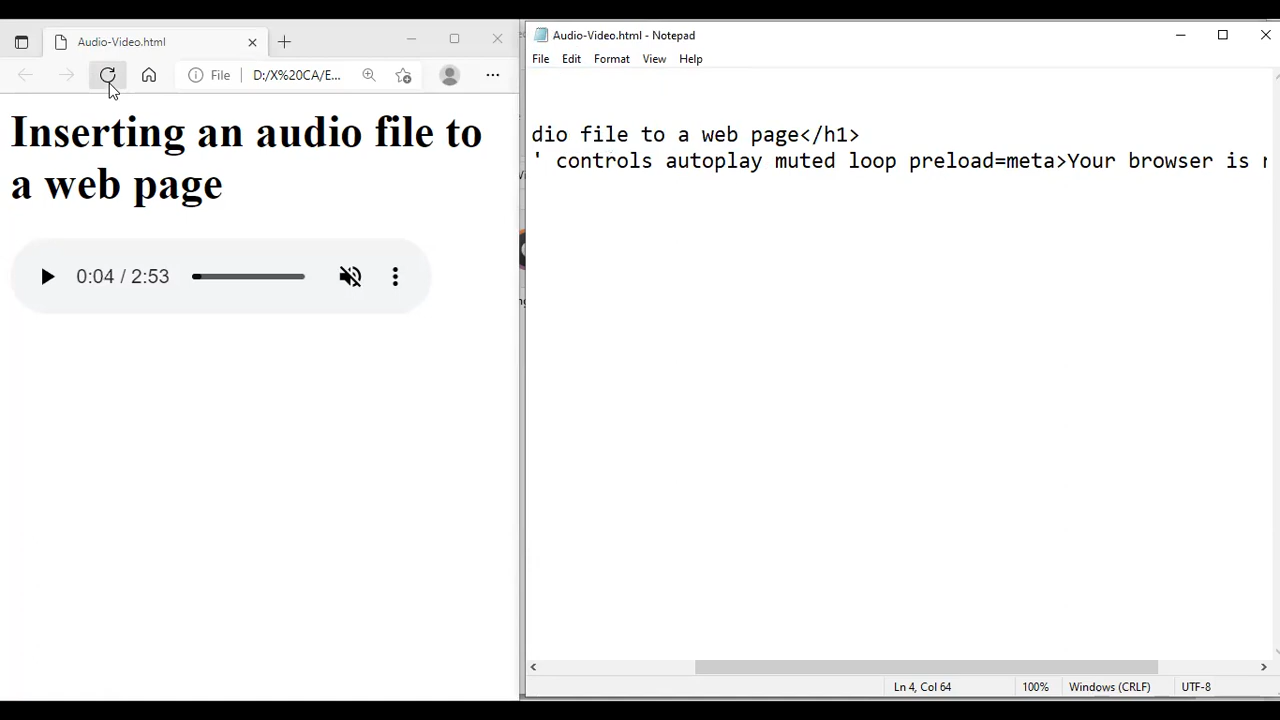 Audio-Video.html
File
D:/X%20CA/E...
Inserting an audio file to
a web page
0:04 / 2:53
Audio-Video.html - Notepad
File Edit Format View Help
dio file to a web page</h1>
' controls autoplay muted loop preload=meta>Your browser is
Ln 4, Col 64
100%
Windows (CRLF)
UTF-8